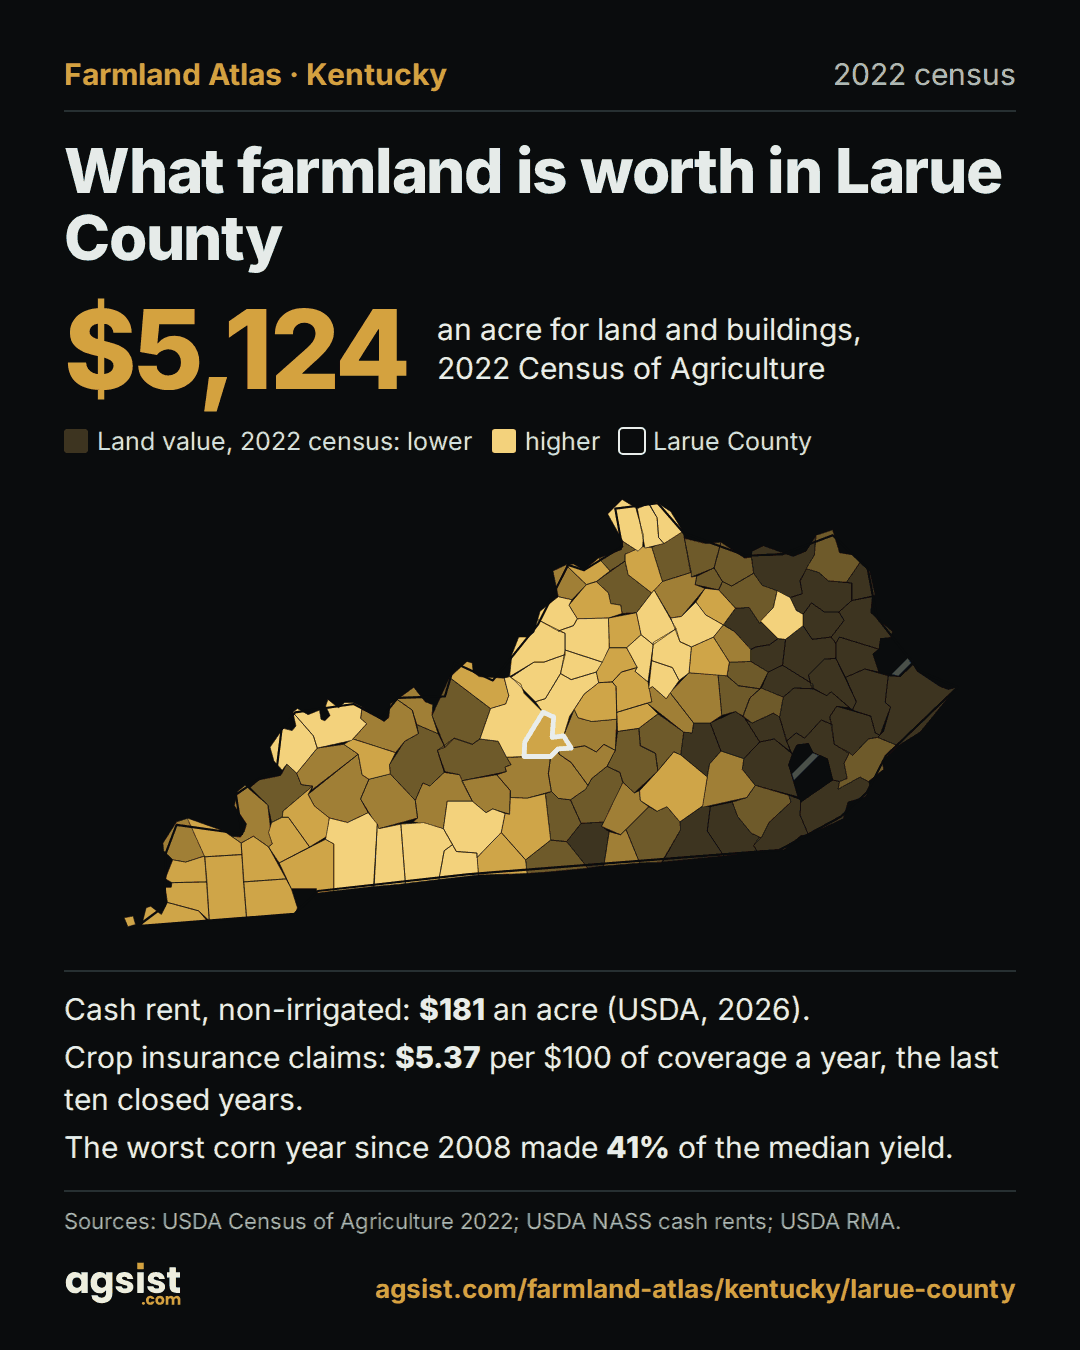 Farmland Atlas · Kentucky
2022 census
What farmland is worth in Larue
County
$5,124
an acre for land and buildings,
2022 Census of Agriculture
Land value, 2022 census: lower
higher
Larue County
Cash rent, non-irrigated: $181 an acre (USDA, 2026).
Crop insurance claims: $5.37 per $100 of coverage a year, the last
ten closed years.
The worst corn year since 2008 made 41% of the median yield.
Sources: USDA Census of Agriculture 2022; USDA NASS cash rents; USDA RMA.
agsist
.com
agsist.com/farmland-atlas/kentucky/larue-county